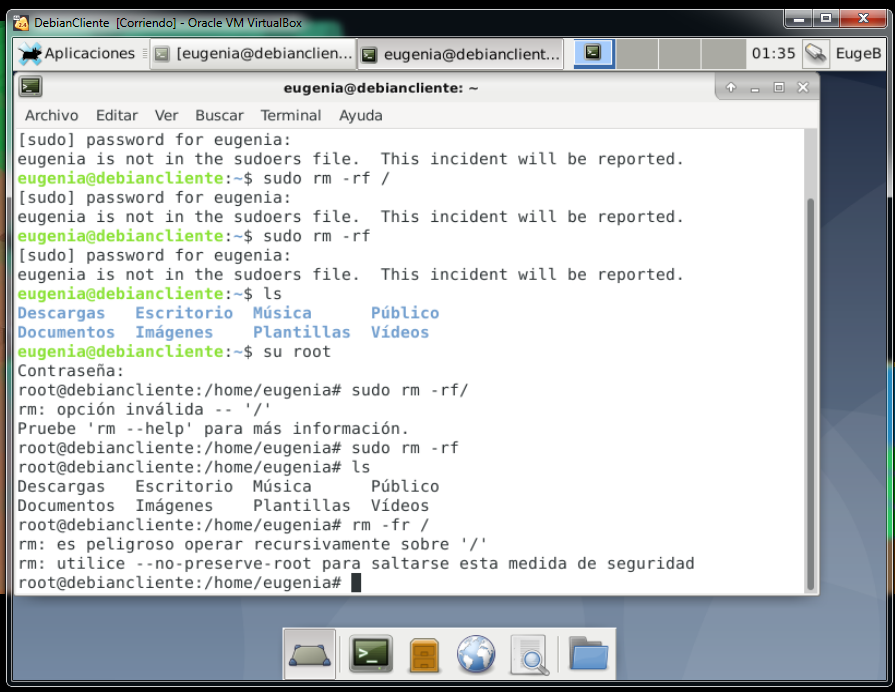 DebianCliente [Corriendo] - Oracle VM VirtualBox
Aplicaciones [eugenia@debianclien... eugenia@debianclient... 01:35 EugeB
eugenia@debiancliente: ~
Archivo Editar Ver Buscar Terminal Ayuda
[sudo] password for eugenia:
eugenia is not in the sudoers file.  This incident will be reported.
eugenia@debiancliente:~$ sudo rm -rf /
[sudo] password for eugenia:
eugenia is not in the sudoers file.  This incident will be reported.
eugenia@debiancliente:~$ sudo rm -rf
[sudo] password for eugenia:
eugenia is not in the sudoers file.  This incident will be reported.
eugenia@debiancliente:~$ ls
Descargas   Escritorio  Música      Público
Documentos  Imágenes    Plantillas  Vídeos
eugenia@debiancliente:~$ su root
Contraseña:
root@debiancliente:/home/eugenia# sudo rm -rf/
rm: opción inválida -- '/'
Pruebe 'rm --help' para más información.
root@debiancliente:/home/eugenia# sudo rm -rf
root@debiancliente:/home/eugenia# ls
Descargas   Escritorio  Música      Público
Documentos  Imágenes    Plantillas  Vídeos
root@debiancliente:/home/eugenia# rm -fr /
rm: es peligroso operar recursivamente sobre '/'
rm: utilice --no-preserve-root para saltarse esta medida de seguridad
root@debiancliente:/home/eugenia#